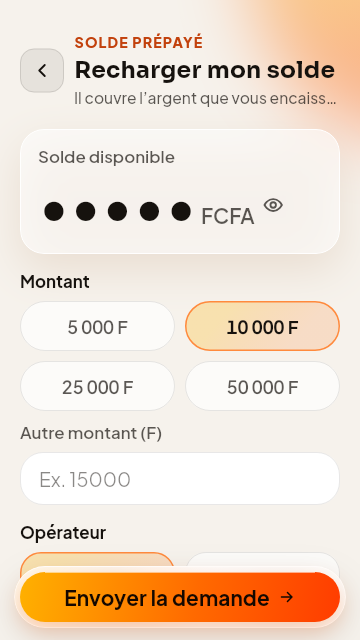 SOLDE PRÉPAYÉ
Recharger mon solde
Il couvre l'argent que vous encaiss…
Solde disponible
●●●●● FCFA
Montant
5 000 F
10 000 F
25 000 F
50 000 F
Autre montant (F)
Ex. 15000
Opérateur
Envoyer la demande →